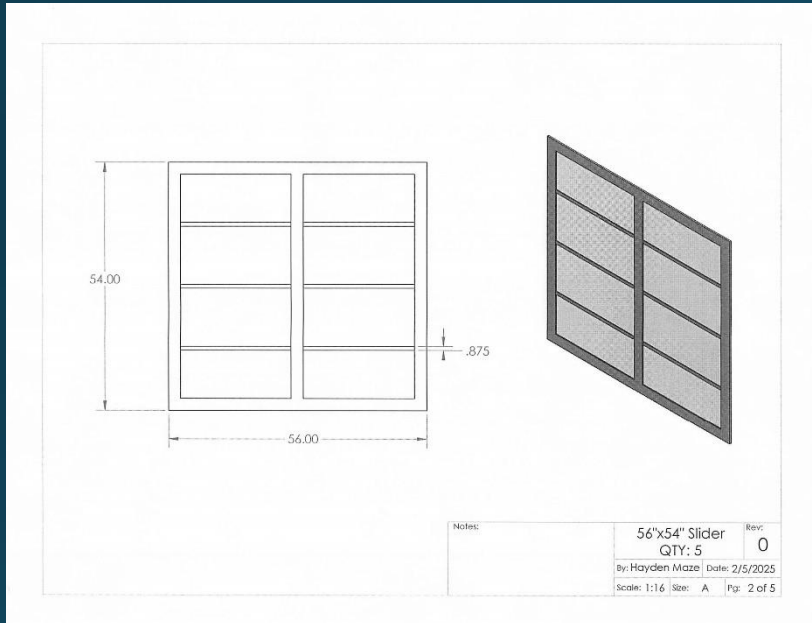 54.00
.875
56.00
Notes:
56"x54" Slider
QTY: 5
Rev:
0
By: Hayden Maze Date: 2/5/2025
Scale: 1:16 Size: A Pg: 2 of 5